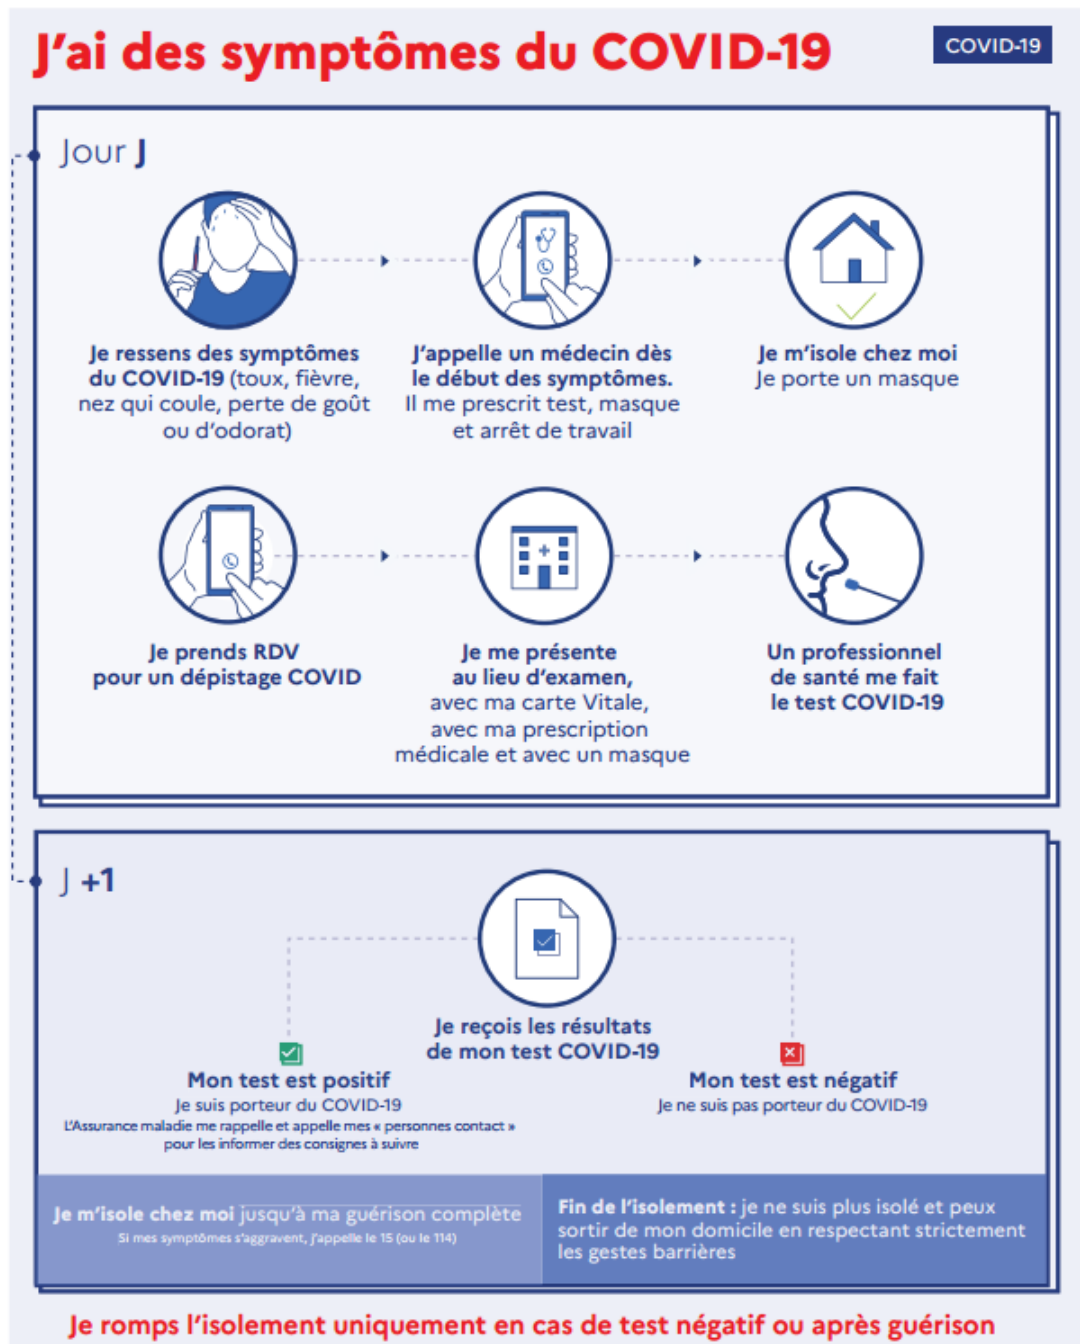 J'ai des symptômes du COVID-19
COVID-19
Jour J
Je ressens des symptômes
du COVID-19 (toux, fièvre,
nez qui coule, perte de goût
ou d'odorat)
J'appelle un médecin dès
le début des symptômes.
Il me prescrit test, masque
et arrêt de travail
Je m'isole chez moi
Je porte un masque
Je prends RDV
pour un dépistage COVID
Je me présente
au lieu d'examen,
avec ma carte Vitale,
avec ma prescription
médicale et avec un masque
Un professionnel
de santé me fait
le test COVID-19
J +1
Je reçois les résultats
de mon test COVID-19
Mon test est positif
Je suis porteur du COVID-19
L'Assurance maladie me rappelle et appelle mes « personnes contact »
pour les informer des consignes à suivre
Mon test est négatif
Je ne suis pas porteur du COVID-19
Je m'isole chez moi jusqu'à ma guérison complète
Si mes symptômes s'aggravent, j'appelle le 15 (ou le 114)
Fin de l'isolement : je ne suis plus isolé et peux
sortir de mon domicile en respectant strictement
les gestes barrières
Je romps l'isolement uniquement en cas de test négatif ou après guérison